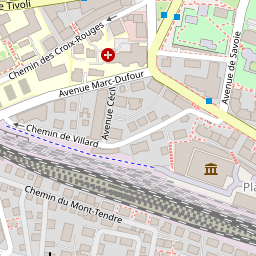 e Tivoli
Chemin des Croix-Rouges
Avenue de Savoie
Avenue Marc-Dufour
Avenue Cécil
Chemin de Villard
Pla
Chemin du Mont-Tendre